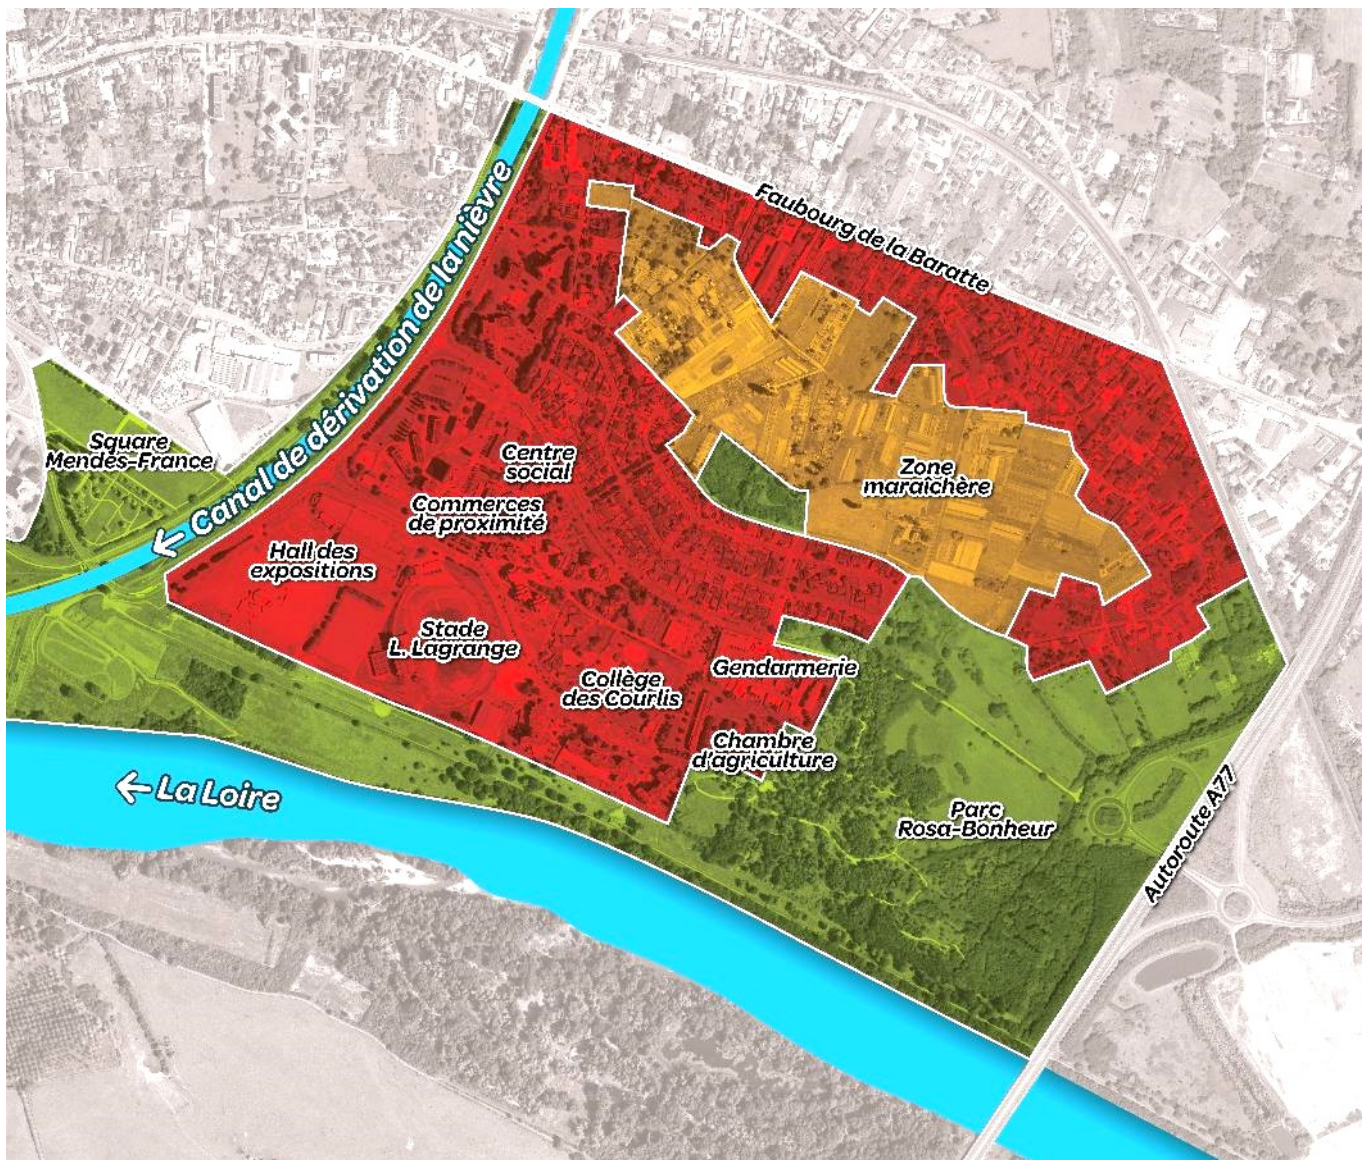 Faubourg de la Baratte
Canal de dérivation de la nièvre
Square
Mendès-France
Centre
social
Zone
maraîchère
Commerces
de proximité
Hall des
expositions
Stade
L. Lagrange
Collège
des Courlis
Gendarmerie
Chambre
d'agriculture
La Loire
Parc
Rosa-Bonheur
Autoroute A77